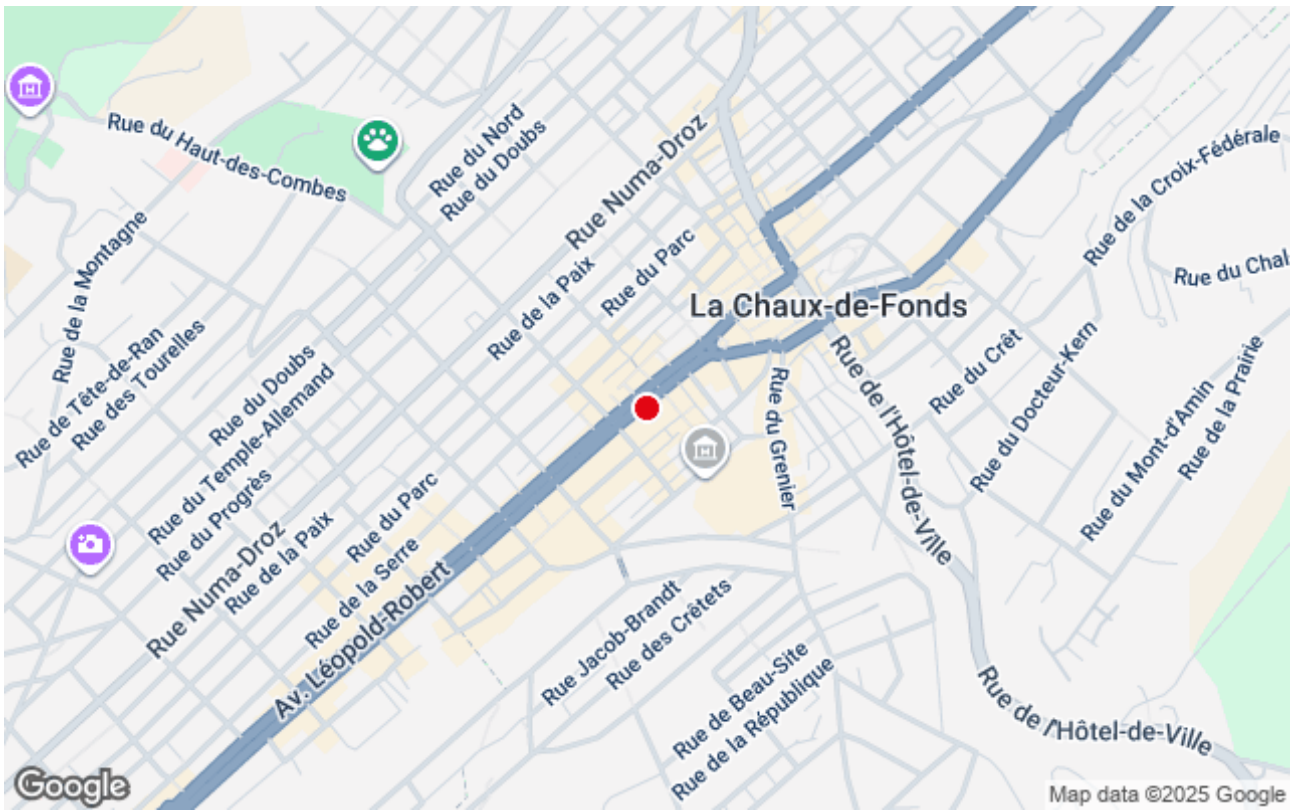 Rue du Haut-des-Combes
Rue du Nord
Rue du Doubs
Rue Numa-Droz
Rue de la Croix-Fédérale
Rue de la Montagne
Rue du Parc
Rue de la Paix
Rue du Chal
La Chaux-de-Fonds
Rue de Tête-de-Ran
Rue des Tourelles
Rue du Doubs
Rue du Temple-Allemand
Rue du Progrès
Rue du Crêt
Rue du Docteur-Kern
Rue du Mont-d'Amin
Rue de la Prairie
Rue du Grenier
Rue de l'Hôtel-de-Ville
Rue Numa-Droz
Rue de la Paix
Rue du Parc
Rue de la Serre
Av. Léopold-Robert
Rue Jacob-Brandt
Rue des Crêtets
Rue de Beau-Site
Rue de la République
Rue de l'Hôtel-de-Ville
Google
Map data ©2025 Google